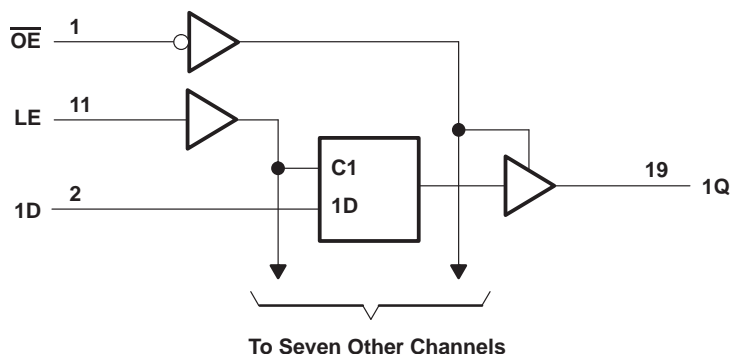 OE 1
LE 11
C1
1D 2 1D
19 1Q
To Seven Other Channels